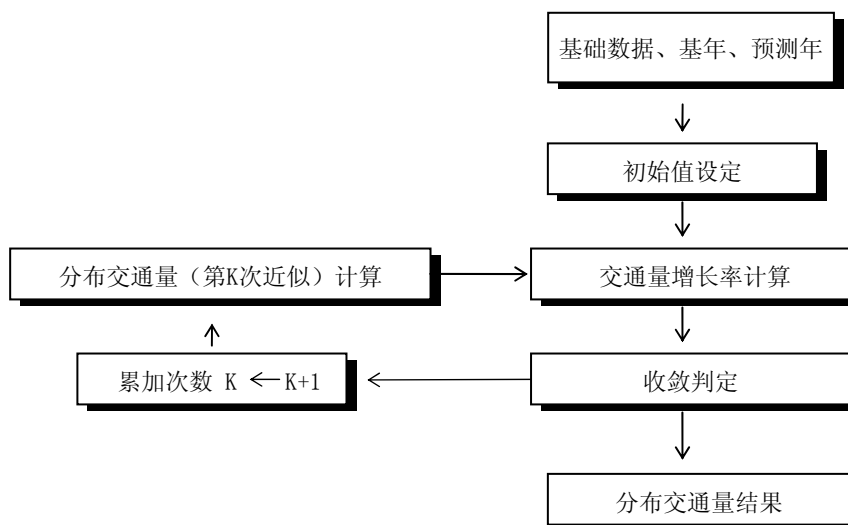 基础数据、基年、预测年
初始值设定
分布交通量（第K次近似）计算
交通量增长率计算
累加次数 K ← K+1
收敛判定
分布交通量结果